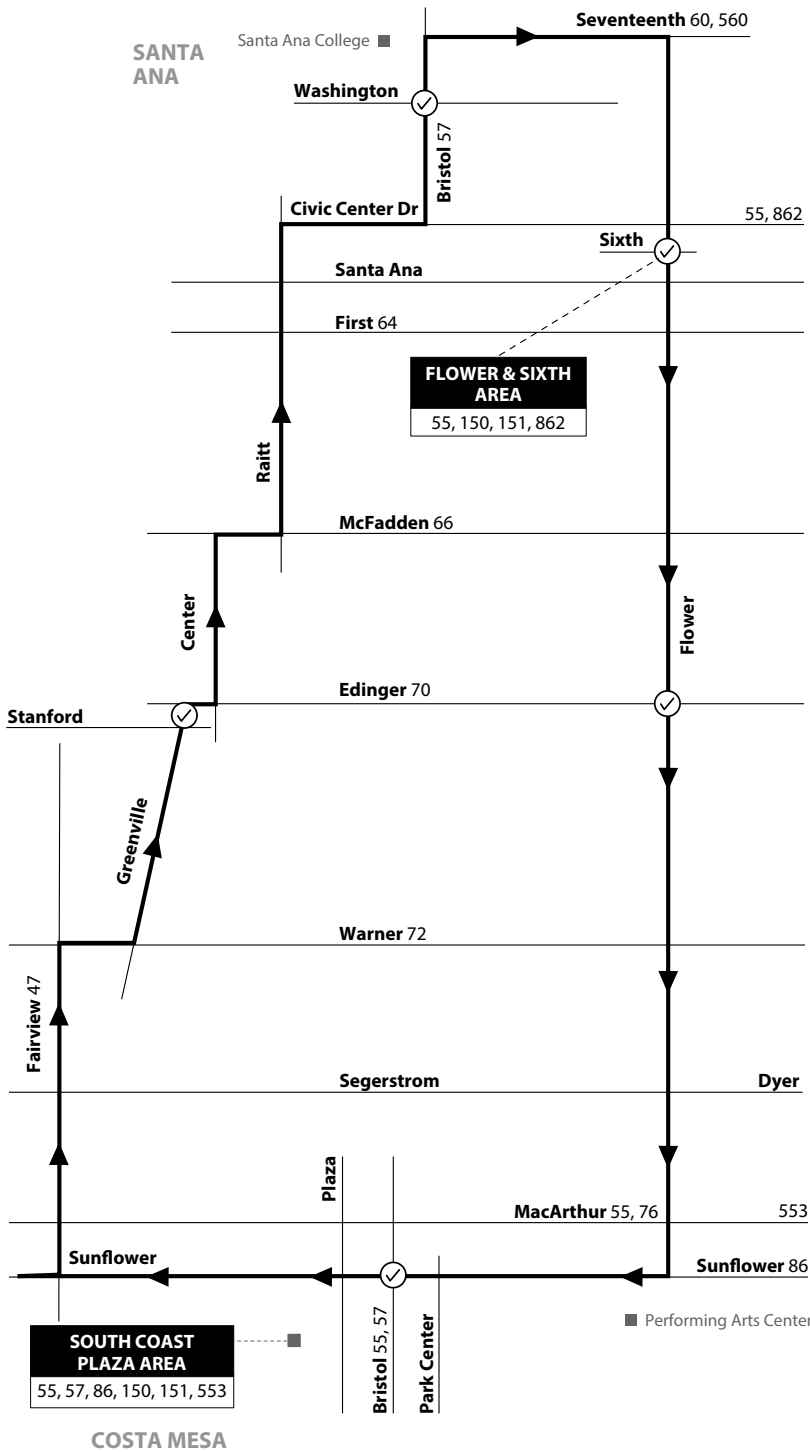 Seventeenth 60, 560
Santa Ana College
SANTA
ANA
Washington
Bristol 57
Civic Center Dr
55, 862
Sixth
Santa Ana
First 64
FLOWER & SIXTH
AREA
55, 150, 151, 862
Raitt
McFadden 66
Center
Flower
Edinger 70
Stanford
Greenville
Warner 72
Fairview 47
Segerstrom
Dyer
Plaza
MacArthur 55, 76
553
Sunflower
Sunflower 86
Performing Arts Center
SOUTH COAST
PLAZA AREA
55, 57, 86, 150, 151, 553
Bristol 55, 57
Park Center
COSTA MESA